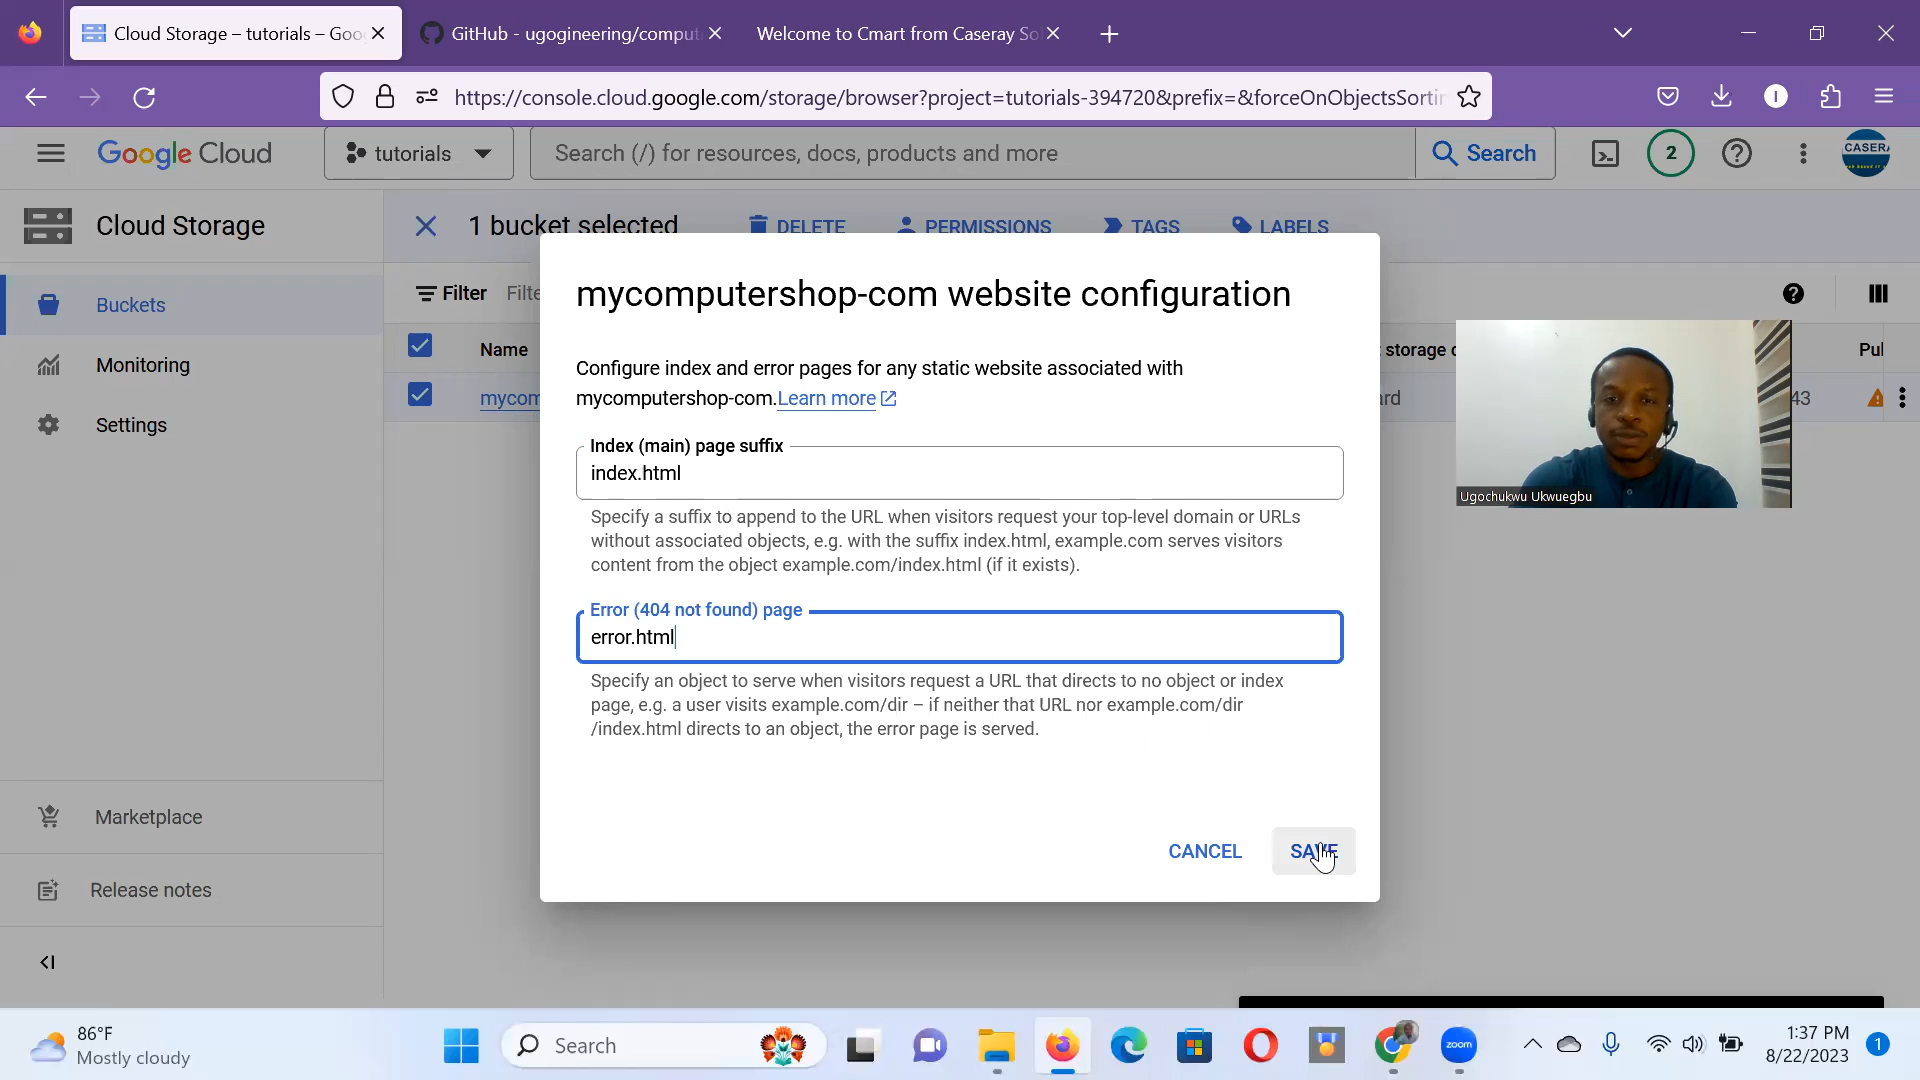 Cloud Storage – tutorials – Goo
GitHub - ugogineering/comput
Welcome to Cmart from Caseray So
https://console.cloud.google.com/storage/browser?project=tutorials-394720&prefix=&forceOnObjectsSortin
Google Cloud
tutorials
Search (/) for resources, docs, products and more
Search
2
CASERA
Cloud Storage
1 bucket selected
DELETE
PERMISSIONS
TAGS
LABELS
Buckets
Monitoring
Settings
Marketplace
Release notes
Filter
Filte
Name
storage c
Pul
mycom
ard
43
mycomputershop-com website configuration
Configure index and error pages for any static website associated with
mycomputershop-com. Learn more
Index (main) page suffix
index.html
Specify a suffix to append to the URL when visitors request your top-level domain or URLs
without associated objects, e.g. with the suffix index.html, example.com serves visitors
content from the object example.com/index.html (if it exists).
Error (404 not found) page
error.html
Specify an object to serve when visitors request a URL that directs to no object or index
page, e.g. a user visits example.com/dir – if neither that URL nor example.com/dir
/index.html directs to an object, the error page is served.
CANCEL
SAVE
Ugochukwu Ukwuegbu
86°F
Mostly cloudy
Search
zoom
1:37 PM
8/22/2023
1